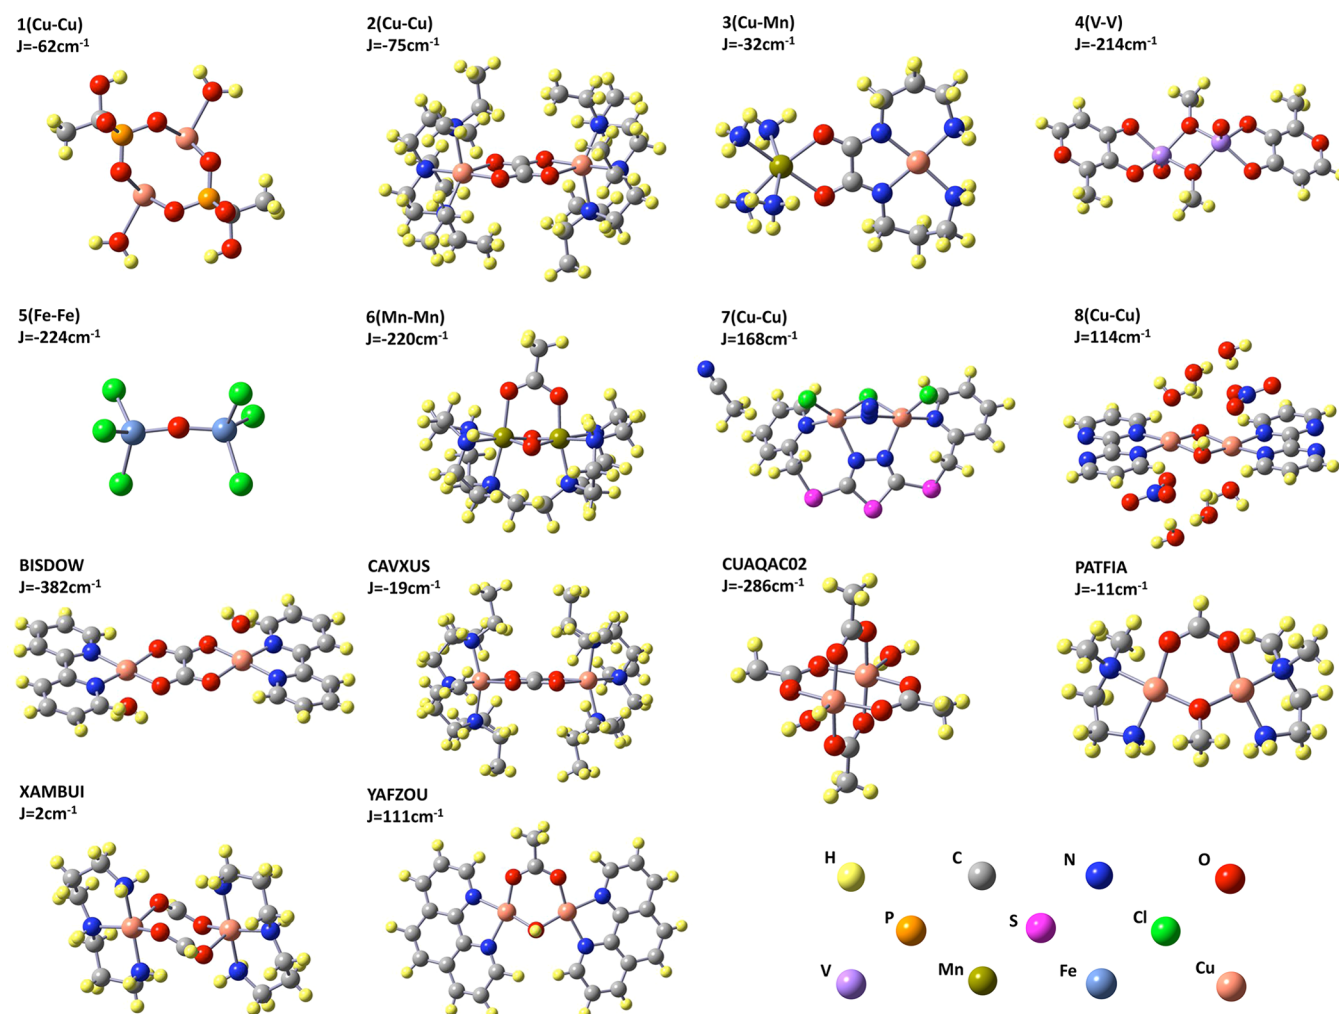 1(Cu-Cu)
J=-62cm⁻¹
2(Cu-Cu)
J=-75cm⁻¹
3(Cu-Mn)
J=-32cm⁻¹
4(V-V)
J=-214cm⁻¹
5(Fe-Fe)
J=-224cm⁻¹
6(Mn-Mn)
J=-220cm⁻¹
7(Cu-Cu)
J=168cm⁻¹
8(Cu-Cu)
J=114cm⁻¹
BISDOW
J=-382cm⁻¹
CAVXUS
J=-19cm⁻¹
CUAQAC02
J=-286cm⁻¹
PATFIA
J=-11cm⁻¹
XAMBUI
J=2cm⁻¹
YAFZOU
J=111cm⁻¹
H C N O
P S Cl
V Mn Fe Cu